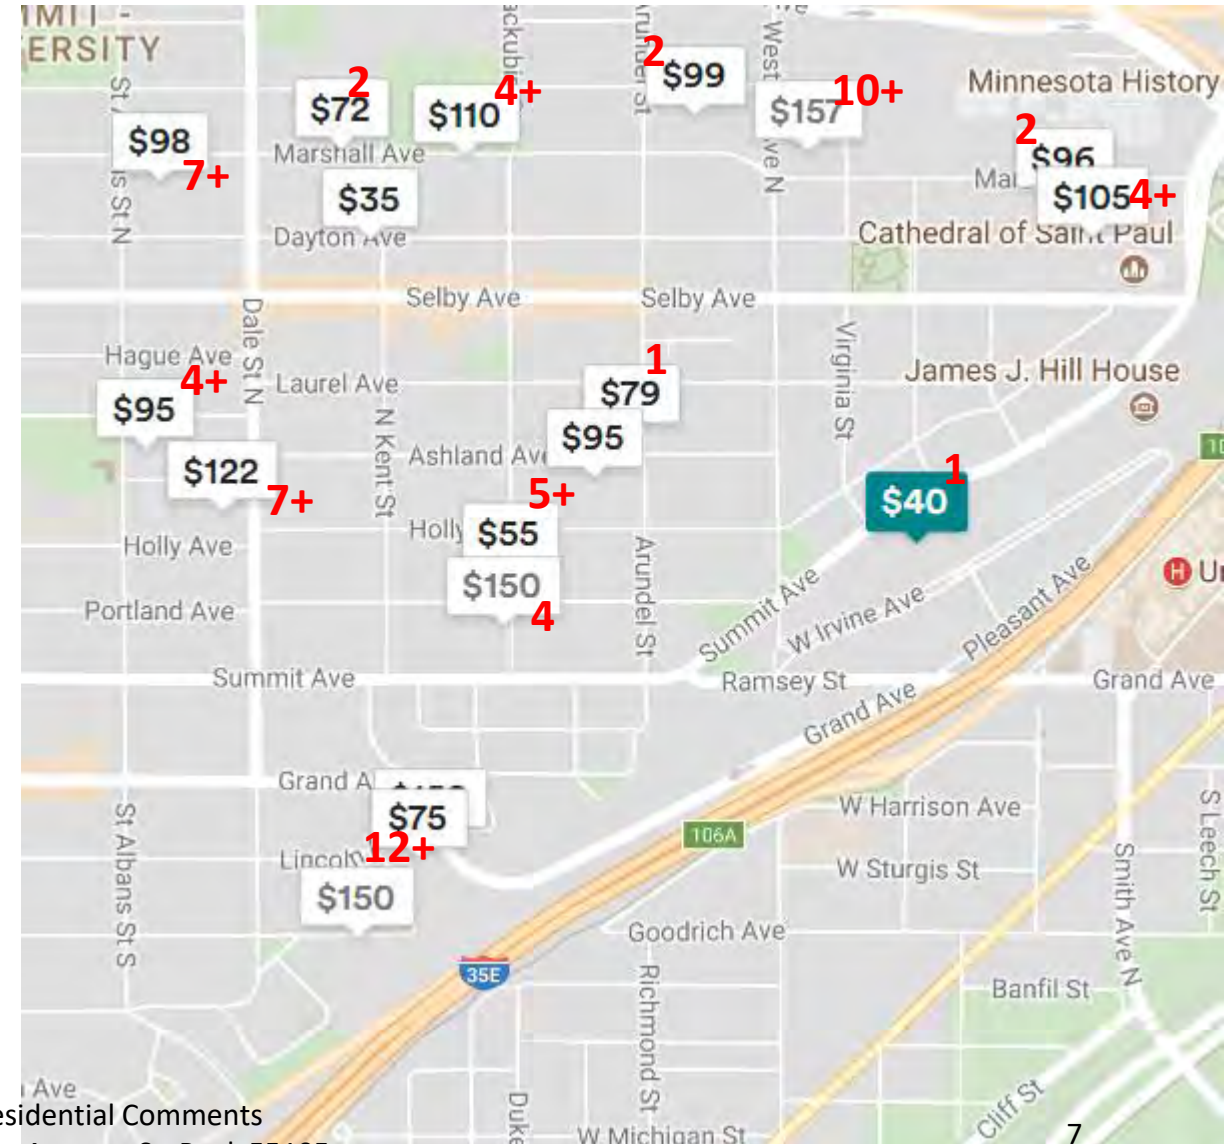 ERSITY
2
$99
$72
4+
$110
$157
10+
Minnesota History
$98
7+
Marshall Ave
$35
Dayton Ave
2
$96
$105
4+
Cathedral of Saint Paul
Selby Ave
Selby Ave
Dale St N
Hague Ave
4+
$95
Laurel Ave
1
$79
$95
Virginia St
James J. Hill House
N Kent St
Ashland Ave
$122
7+
5+
Holly
$55
$150
4
1
$40
Holly Ave
Portland Ave
Arundel St
Summit Ave
W Irvine Ave
Pleasant Ave
H
Summit Ave
Ramsey St
Grand Ave
Grand Ave
Grand A
$75
12+
$150
106A
W Harrison Ave
W Sturgis St
St Albans St S
S Leech St
Smith Ave N
Goodrich Ave
35E
Richmond St
Banfil St
Cliff St
Duke
W Michigan St
Ave
esidential Comments
7